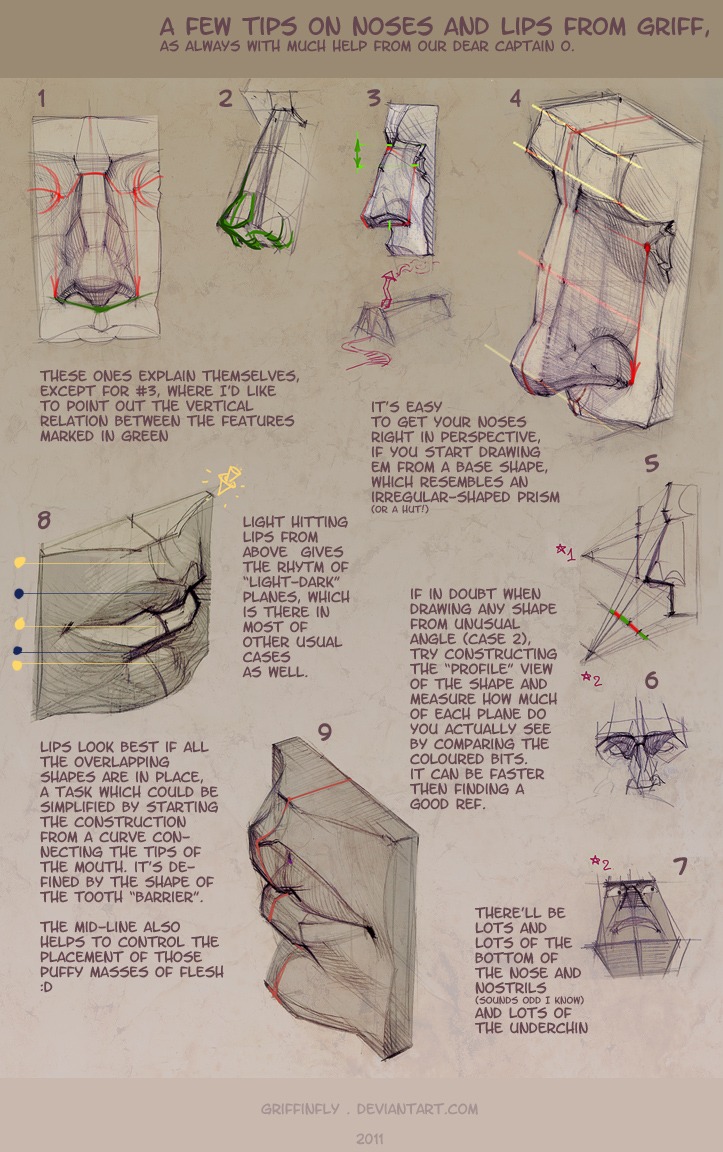 A FEW TIPS ON NOSES AND LIPS FROM GRIFF,
AS ALWAYS WITH MUCH HELP FROM OUR DEAR CAPTAIN O.
1
2
3
4
THESE ONES EXPLAIN THEMSELVES,
EXCEPT FOR #3, WHERE I'D LIKE
TO POINT OUT THE VERTICAL
RELATION BETWEEN THE FEATURES
MARKED IN GREEN
IT'S EASY
TO GET YOUR NOSES
RIGHT IN PERSPECTIVE,
IF YOU START DRAWING
EM FROM A BASE SHAPE,
WHICH RESEMBLES AN
IRREGULAR-SHAPED PRISM
(OR A HUT!)
5
1
2
8
LIGHT HITTING
LIPS FROM
ABOVE GIVES
THE RHYTM OF
"LIGHT-DARK"
PLANES, WHICH
IS THERE IN
MOST OF
OTHER USUAL
CASES
AS WELL.
IF IN DOUBT WHEN
DRAWING ANY SHAPE
FROM UNUSUAL
ANGLE (CASE 2),
TRY CONSTRUCTING
THE "PROFILE" VIEW
OF THE SHAPE AND
MEASURE HOW MUCH
OF EACH PLANE DO
YOU ACTUALLY SEE
BY COMPARING THE
COLOURED BITS.
IT CAN BE FASTER
THEN FINDING A
GOOD REF.
6
LIPS LOOK BEST IF ALL
THE OVERLAPPING
SHAPES ARE IN PLACE,
A TASK WHICH COULD BE
SIMPLIFIED BY STARTING
THE CONSTRUCTION
FROM A CURVE CON-
NECTING THE TIPS OF
THE MOUTH. IT'S DE-
FINED BY THE SHAPE OF
THE TOOTH "BARRIER".
THE MID-LINE ALSO
HELPS TO CONTROL THE
PLACEMENT OF THOSE
PUFFY MASSES OF FLESH
:D
9
2
7
THERE'LL BE
LOTS AND
LOTS OF THE
BOTTOM OF
THE NOSE AND
NOSTRILS
(SOUNDS ODD I KNOW)
AND LOTS OF
THE UNDERCHIN
GRIFFINFLY . DEVIANTART.COM
2011